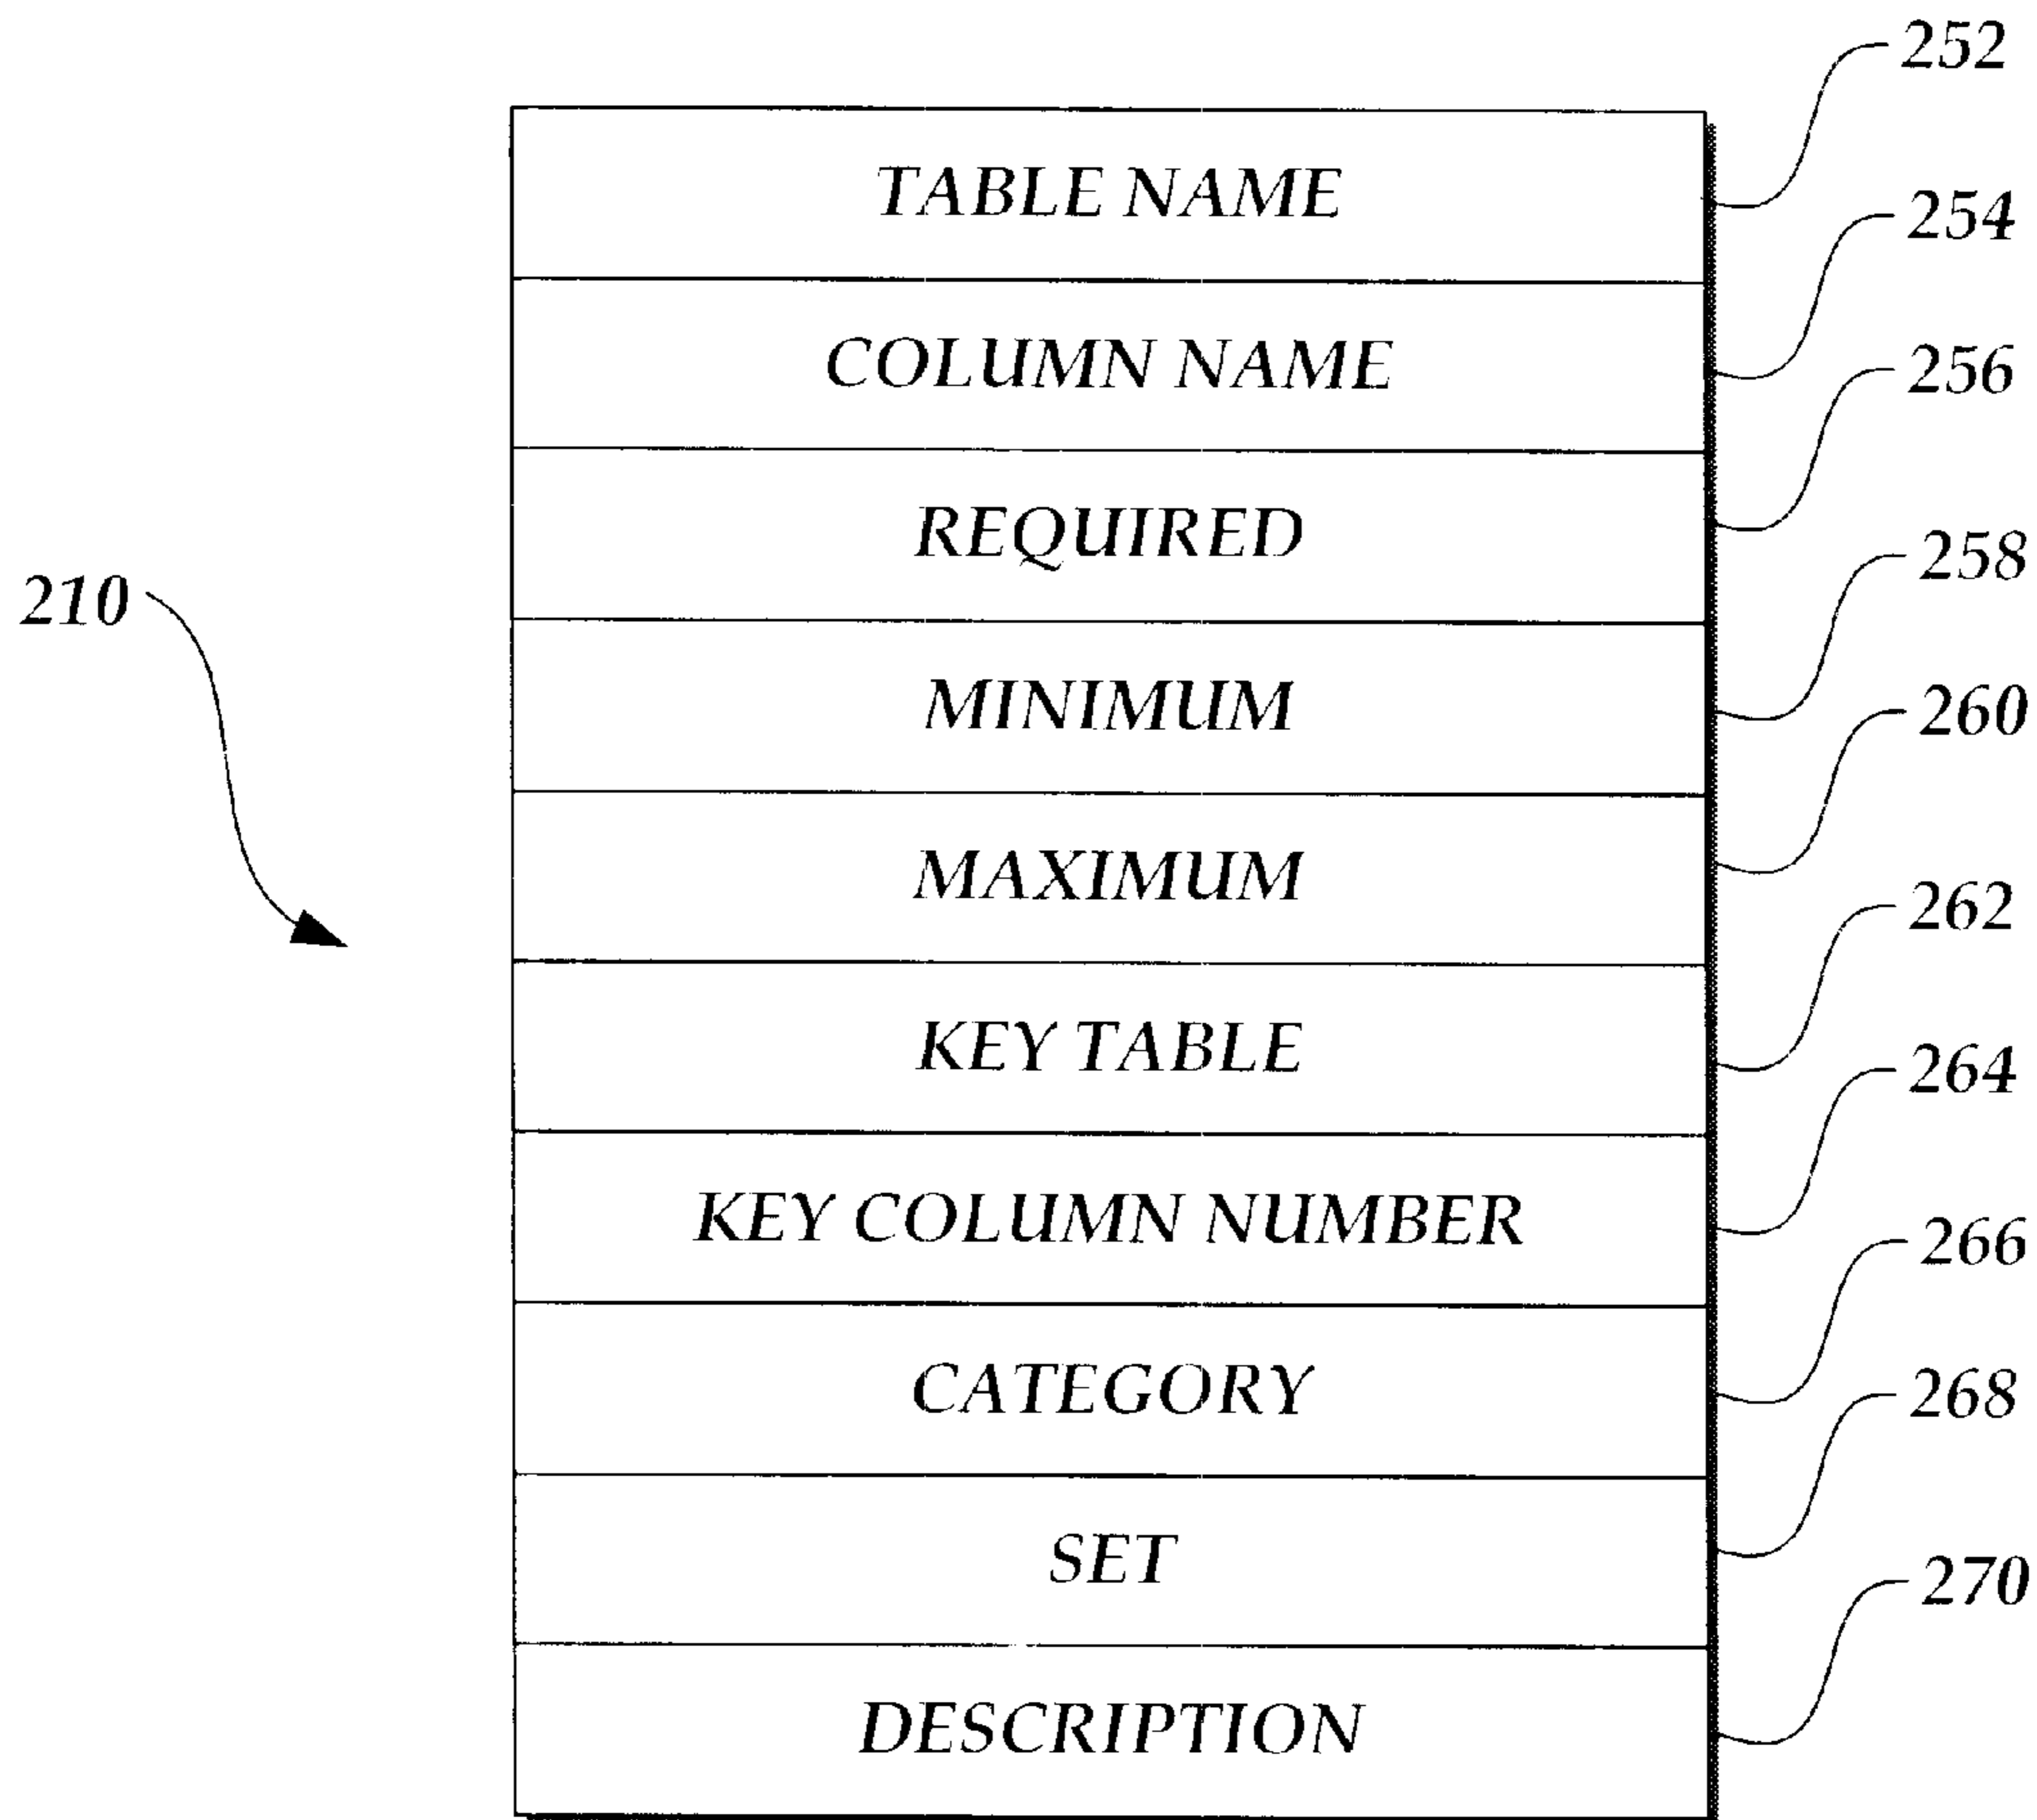 252
TABLE NAME
254
COLUMN NAME
256
REQUIRED
258
210
MINIMUM
260
MAXIMUM
262
KEY TABLE
264
KEY COLUMN NUMBER
266
CATEGORY
268
SET
270
DESCRIPTION